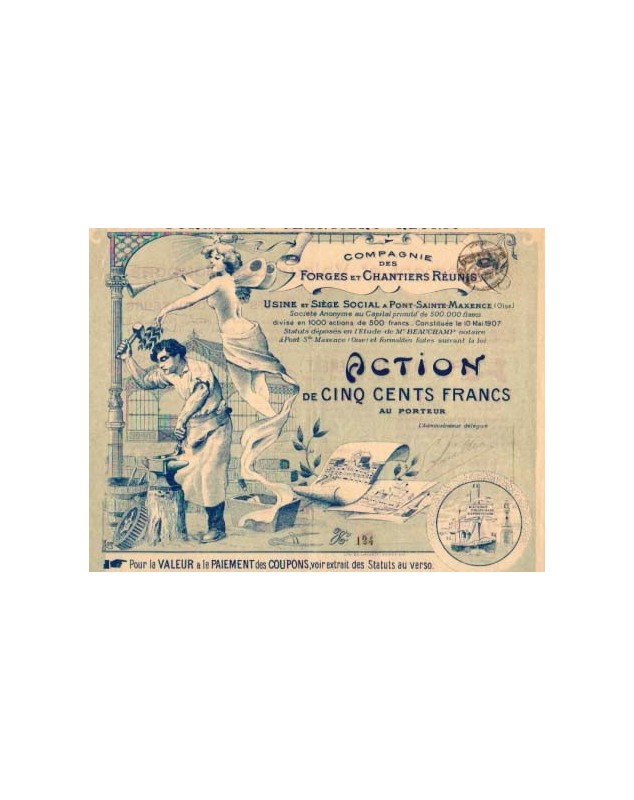 COMPAGNIE
DES
FORGES ET CHANTIERS RÉUNIS
USINE ET SIÈGE SOCIAL A PONT-SAINTE-MAXENCE (Oise)
Société Anonyme au Capital primitif de 500.000 francs
divisé en 1000 actions de 500 francs. Constituée le 10 Mai 1907
Statuts déposés en l'Etude de Mᵉ BEAUCHAMP notaire
à Pont Sᵗᵉ Maxence (Oise) et formalités faites suivant la loi.
ACTION
DE CINQ CENTS FRANCS
AU PORTEUR
L'Administrateur délégué
Nº 124
Pour la VALEUR a le PAIEMENT des COUPONS, voir extrait des Statuts au verso.